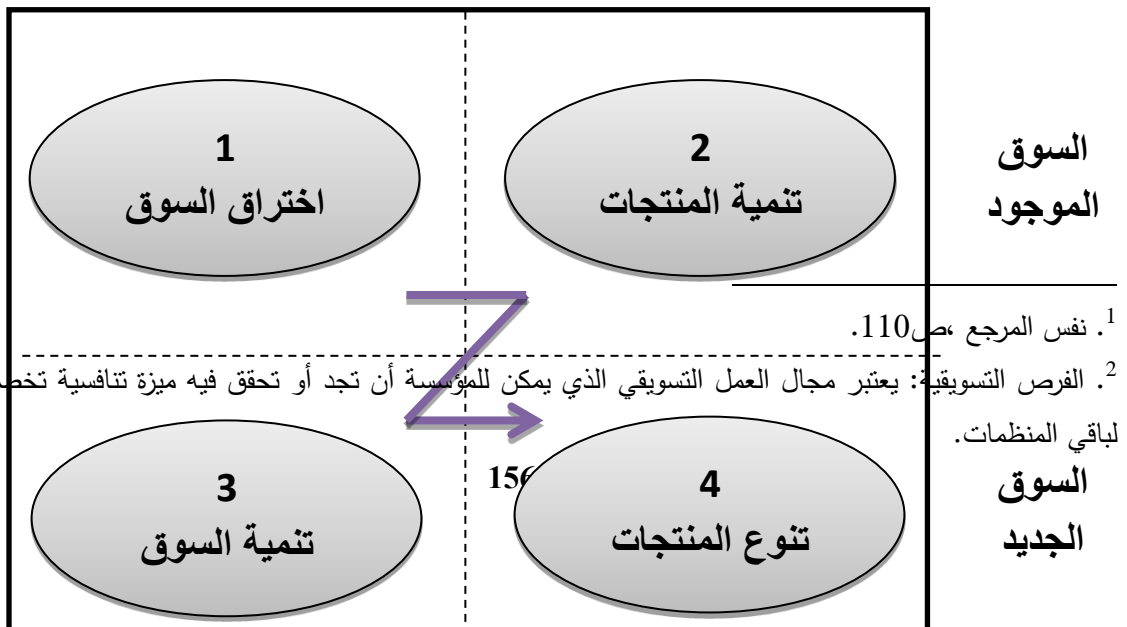 السوق
الموجود
2
تنمية المنتجات
1
اختراق السوق
1. نفس المرجع ،ص110.
2. الفرص التسويقية: يعتبر مجال العمل التسويقي الذي يمكن للمؤسسة أن تجد أو تحقق فيه ميزة تنافسية
لباقي المنظمات.
السوق
الجديد
156
4
تنوع المنتجات
3
تنمية السوق